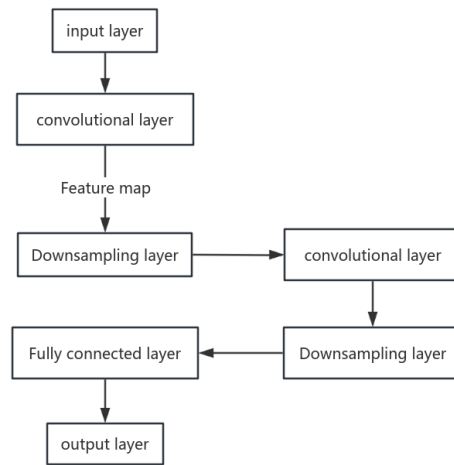 input layer
convolutional layer
Feature map
Downsampling layer
convolutional layer
Downsampling layer
Fully connected layer
output layer